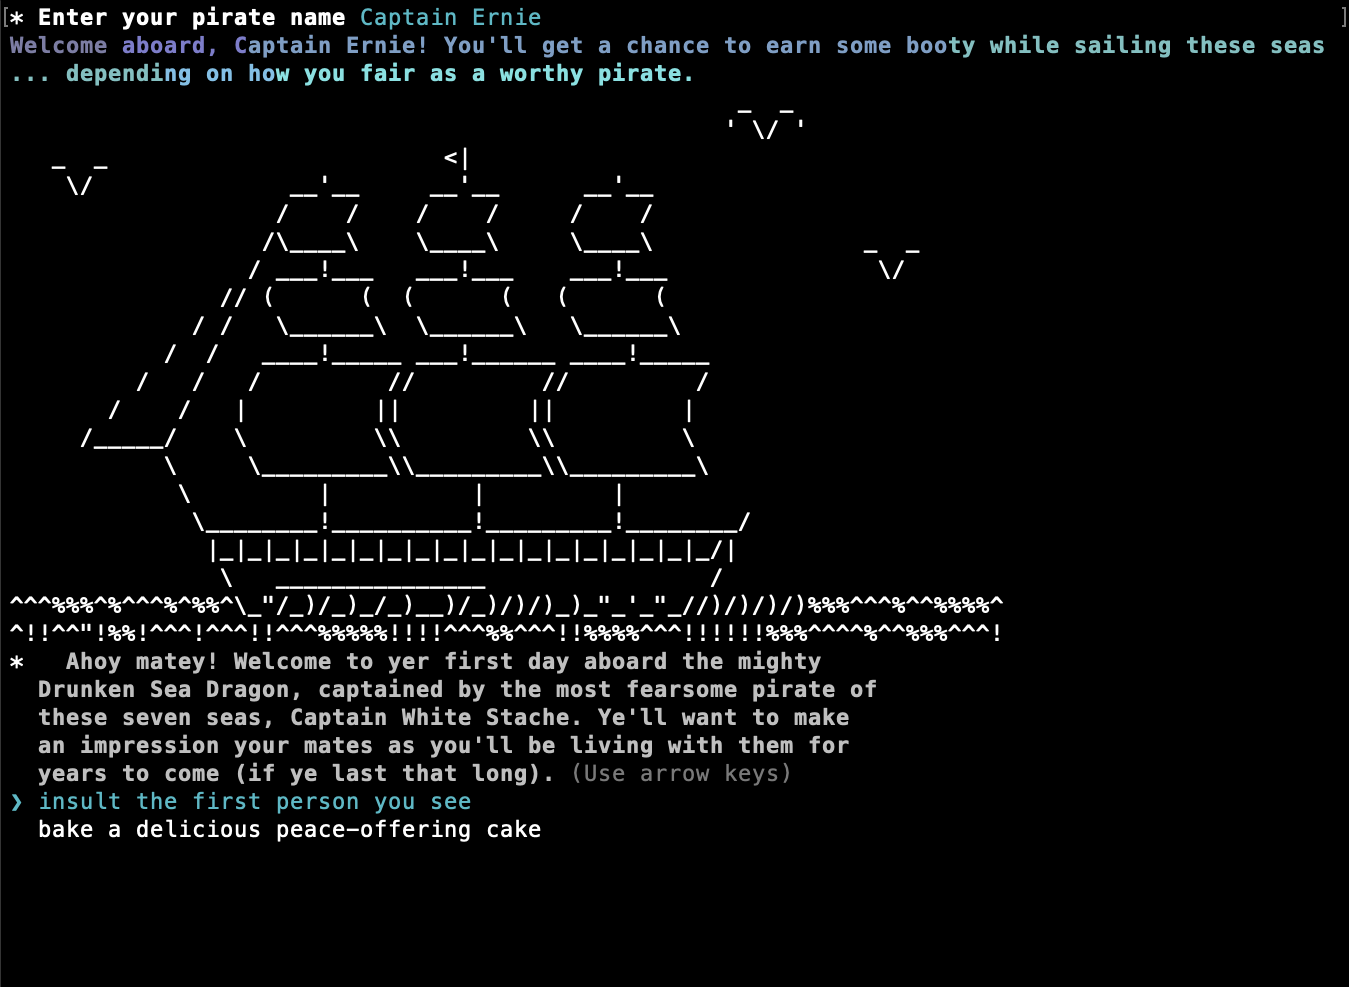 * Enter your pirate name Captain Ernie
Welcome aboard, Captain Ernie! You'll get a chance to earn some booty while sailing these seas
... depending on how you fair as a worthy pirate.
* Ahoy matey! Welcome to yer first day aboard the mighty
Drunken Sea Dragon, captained by the most fearsome pirate of
these seven seas, Captain White Stache. Ye'll want to make
an impression your mates as you'll be living with them for
years to come (if ye last that long). (Use arrow keys)
❯ insult the first person you see
bake a delicious peace-offering cake